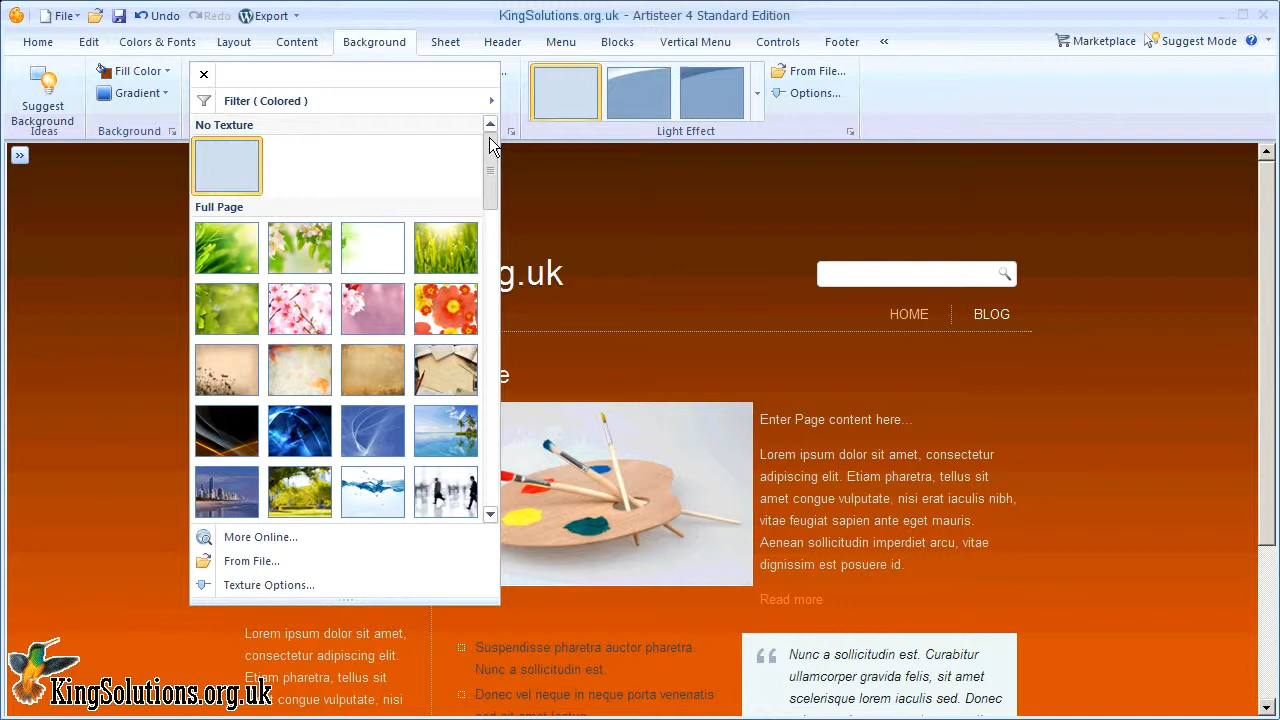 File
Undo
Redo
Export
KingSolutions.org.uk - Artisteer 4 Standard Edition
Home
Edit
Colors & Fonts
Layout
Content
Background
Sheet
Header
Menu
Blocks
Vertical Menu
Controls
Footer
Marketplace
Suggest Mode
Suggest
Background
Ideas
Fill Color
Gradient
Background
From File...
Options...
Light Effect
Filter ( Colored )
No Texture
Full Page
More Online...
From File...
Texture Options...
g.uk
HOME
BLOG
e
Enter Page content here...
Lorem ipsum dolor sit amet, consectetur
adipiscing elit. Etiam pharetra, tellus sit
amet congue vulputate, nisi erat iaculis nibh,
vitae feugiat sapien ante eget mauris.
Aenean sollicitudin imperdiet arcu, vitae
dignissim est posuere id.
Read more
Lorem ipsum dolor sit amet,
consectetur adipiscing elit.
Etiam pharetra, tellus sit
amet congue vulputate, nisi
Suspendisse pharetra auctor pharetra.
Nunc a sollicitudin est.
Donec vel neque in neque porta venenatis
sed sit amet lectus.
Nunc a sollicitudin est. Curabitur
ullamcorper gravida felis, sit amet
scelerisque lorem iaculis sed. Donec
KingSolutions.org.uk